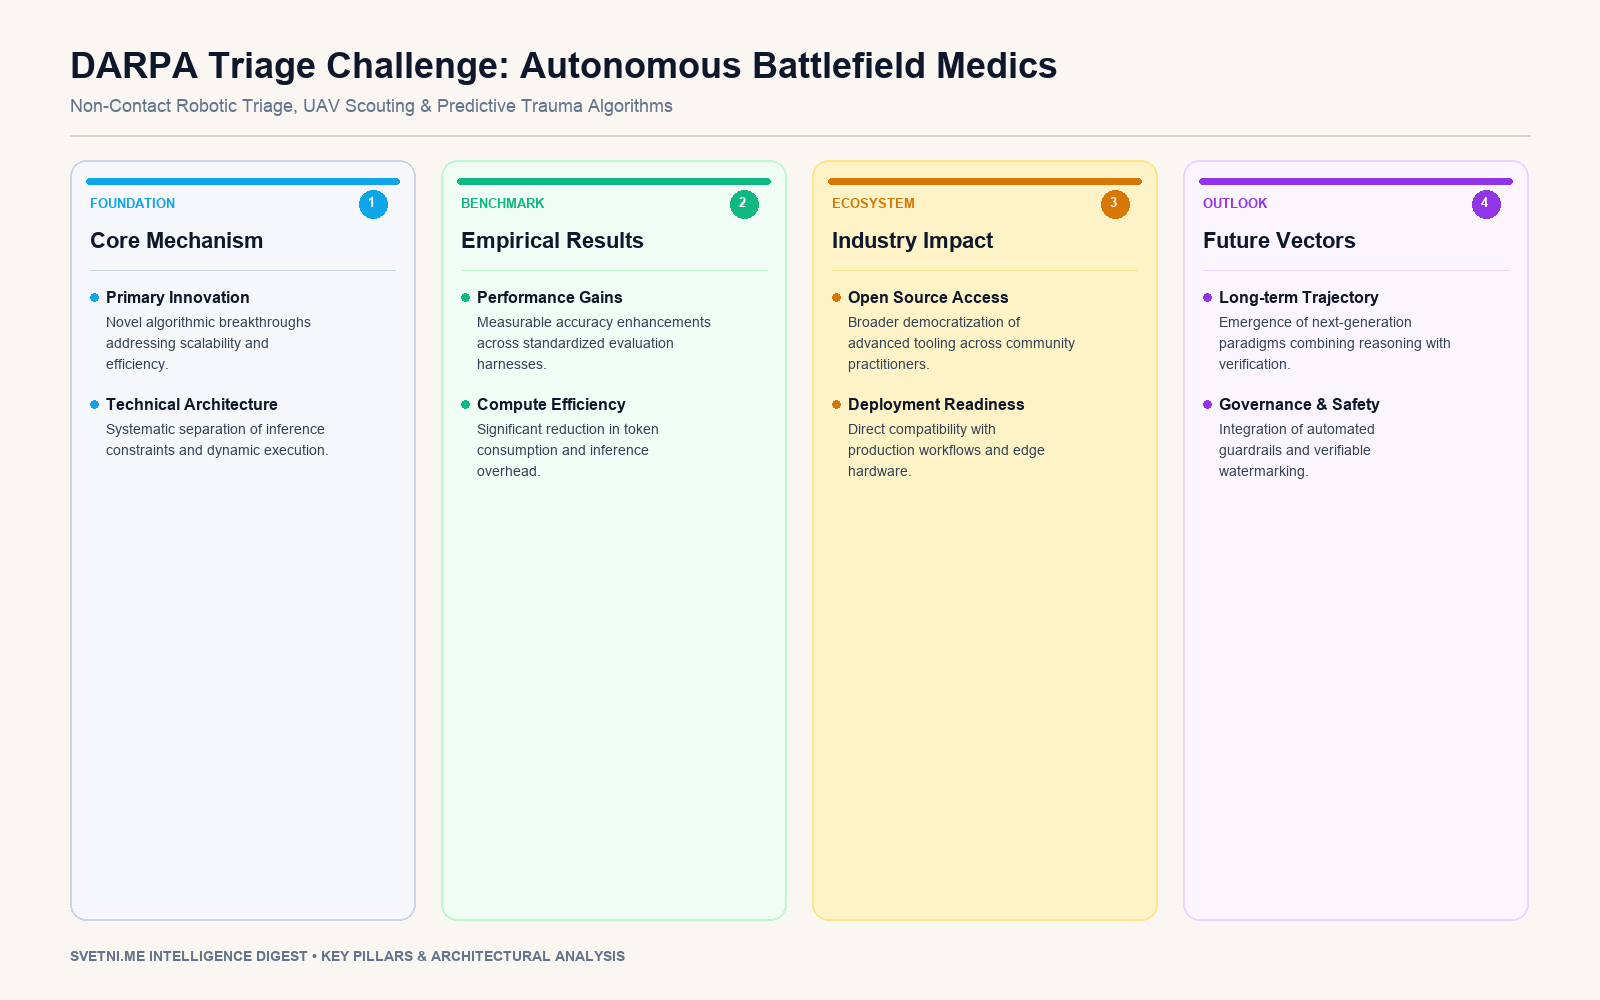 DARPA Triage Challenge: Autonomous Battlefield Medics
Non-Contact Robotic Triage, UAV Scouting & Predictive Trauma Algorithms
FOUNDATION
1
Core Mechanism
Primary Innovation
Novel algorithmic breakthroughs
addressing scalability and
efficiency.
Technical Architecture
Systematic separation of inference
constraints and dynamic execution.
BENCHMARK
2
Empirical Results
Performance Gains
Measurable accuracy enhancements
across standardized evaluation
harnesses.
Compute Efficiency
Significant reduction in token
consumption and inference
overhead.
ECOSYSTEM
3
Industry Impact
Open Source Access
Broader democratization of
advanced tooling across community
practitioners.
Deployment Readiness
Direct compatibility with
production workflows and edge
hardware.
OUTLOOK
4
Future Vectors
Long-term Trajectory
Emergence of next-generation
paradigms combining reasoning with
verification.
Governance & Safety
Integration of automated
guardrails and verifiable
watermarking.
SVETNI.ME INTELLIGENCE DIGEST • KEY PILLARS & ARCHITECTURAL ANALYSIS